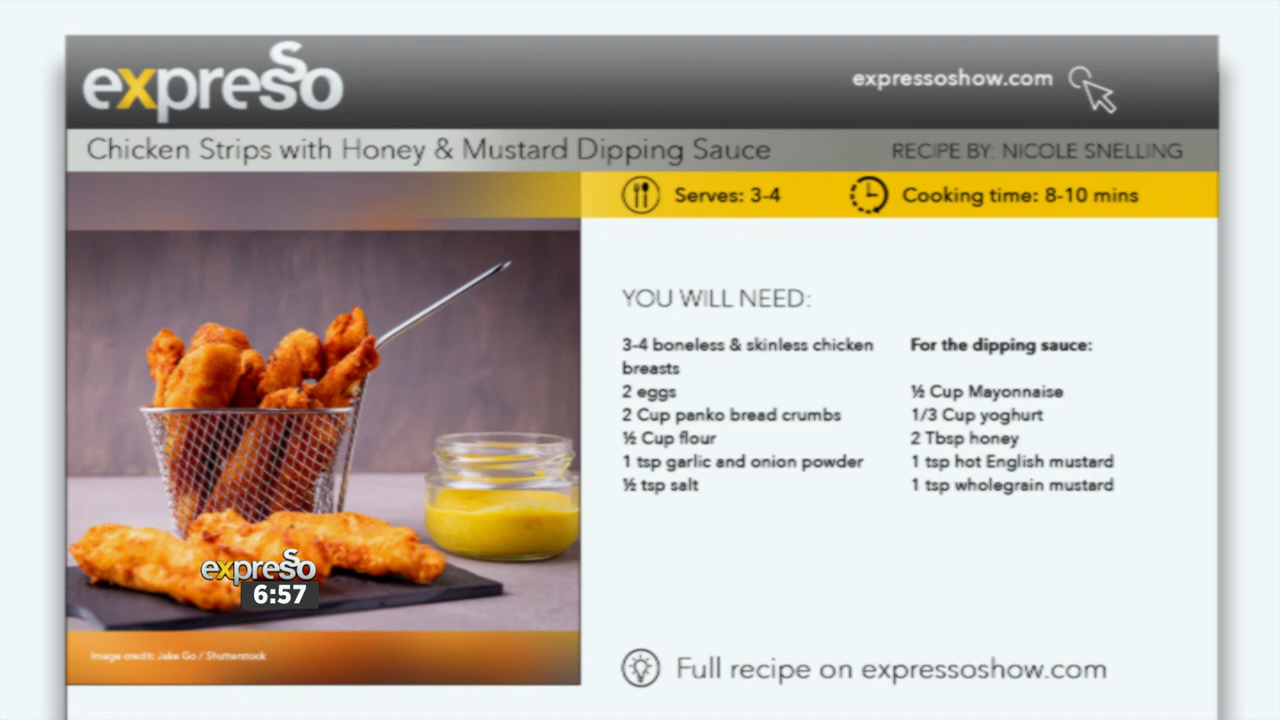 expresso
expressoshow.com
Chicken Strips with Honey & Mustard Dipping Sauce
RECIPE BY: NICOLE SNELLING
Serves: 3-4
Cooking time: 8-10 mins
YOU WILL NEED:
3-4 boneless & skinless chicken
breasts
2 eggs
2 Cup panko bread crumbs
½ Cup flour
1 tsp garlic and onion powder
½ tsp salt
For the dipping sauce:
½ Cup Mayonnaise
1/3 Cup yoghurt
2 Tbsp honey
1 tsp hot English mustard
1 tsp wholegrain mustard
expresso
6:57
Image credit: Jake Go / Shutterstock
Full recipe on expressoshow.com